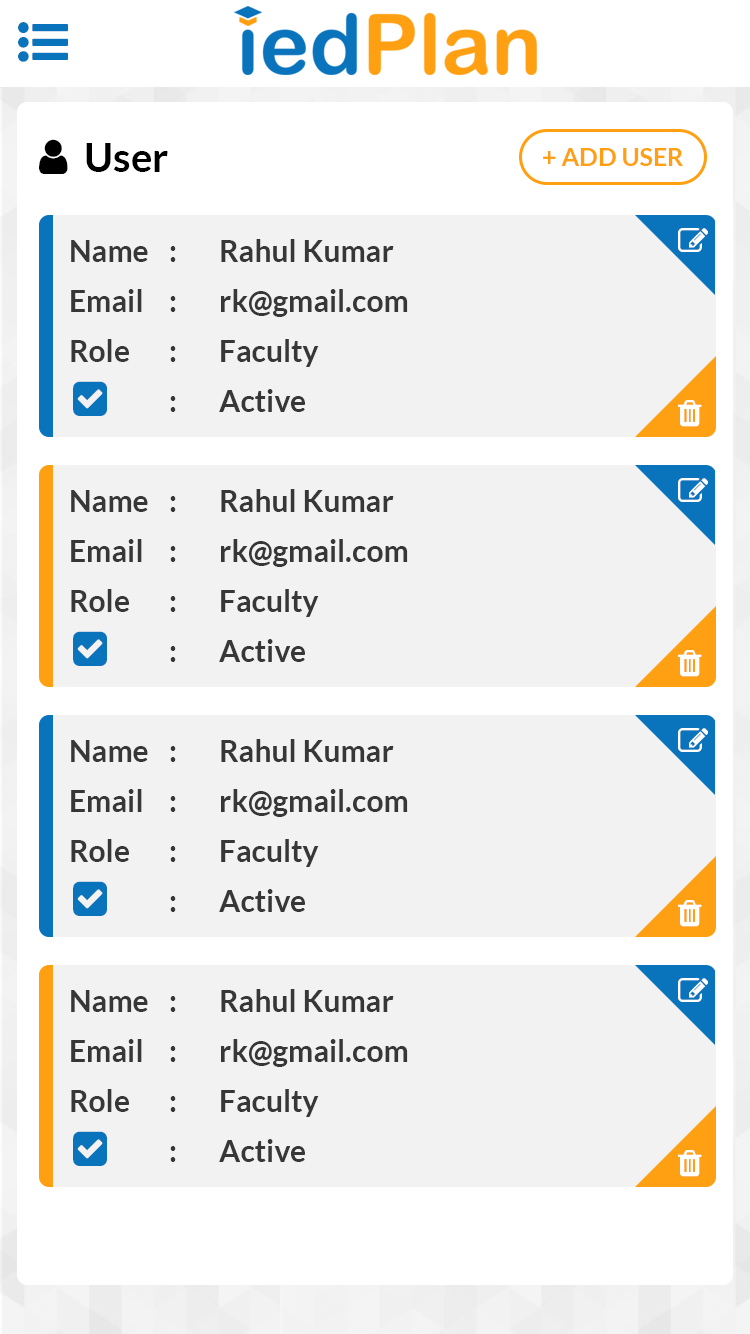 iedPlan
User
+ ADD USER
Name : Rahul Kumar
Email : rk@gmail.com
Role : Faculty
: Active
Name : Rahul Kumar
Email : rk@gmail.com
Role : Faculty
: Active
Name : Rahul Kumar
Email : rk@gmail.com
Role : Faculty
: Active
Name : Rahul Kumar
Email : rk@gmail.com
Role : Faculty
: Active